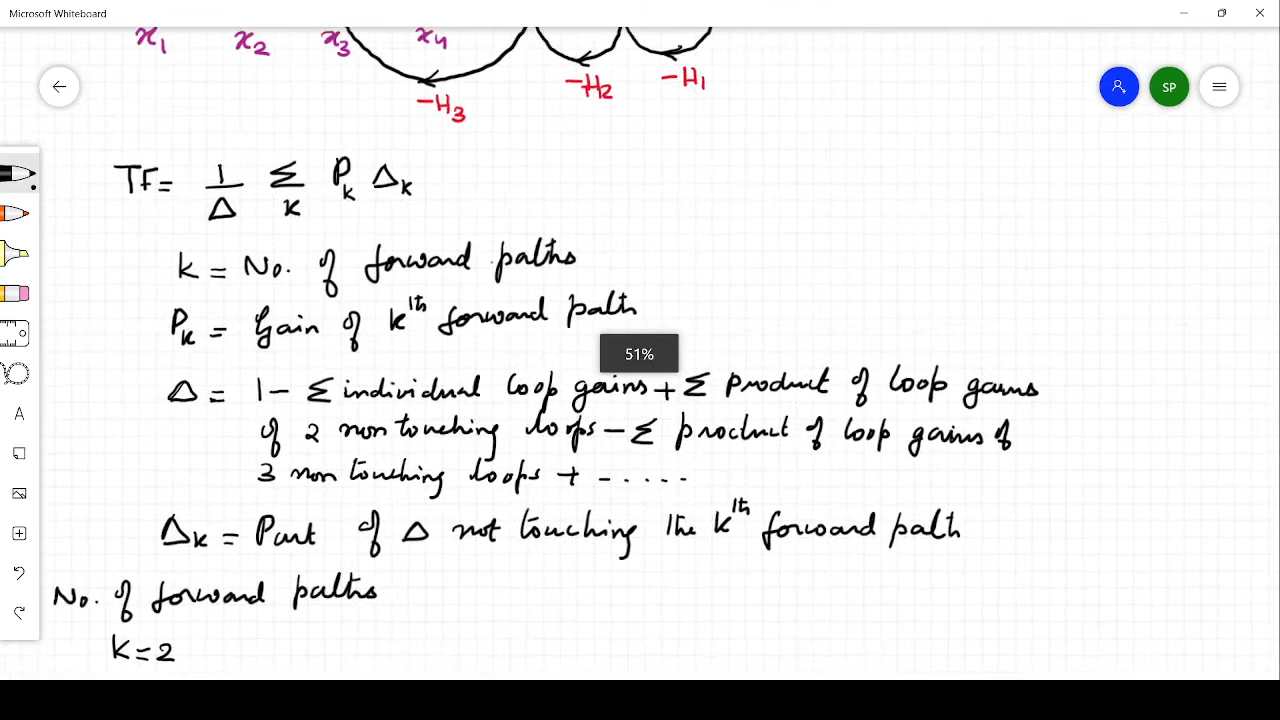 Microsoft Whiteboard
x1 x2 x3 x4
-H3 -H2 -H1
SP
TF= 1/Δ Σ_K P_K Δ_K
K = No. of forward paths
P_K = Gain of K^th forward path
51%
Δ = 1- Σ individual loop gains + Σ Product of loop gains
of 2 non touching loops - Σ product of loop gains of
3 non touching loops + -.....
Δ_K = Part of Δ not touching the K^th forward path
No. of forward paths
K=2